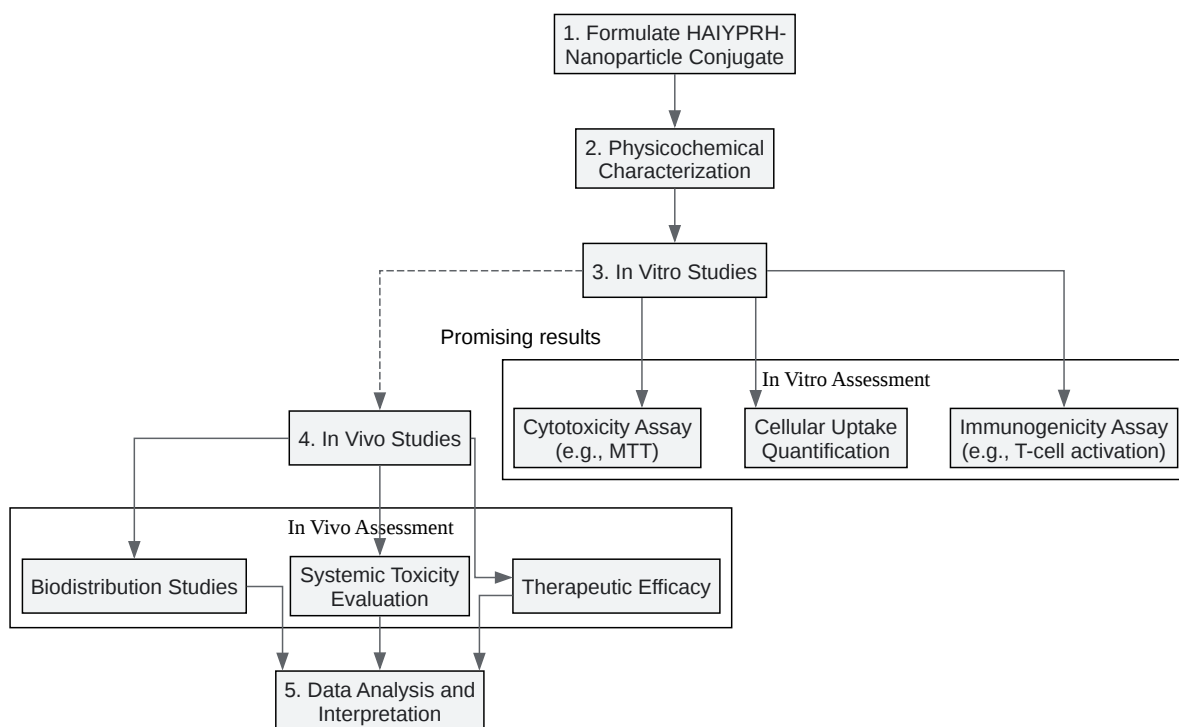 1. Formulate HAIYPRH-
Nanoparticle Conjugate
2. Physicochemical
Characterization
3. In Vitro Studies
Promising results
In Vitro Assessment
Cytotoxicity Assay
(e.g., MTT)
Cellular Uptake
Quantification
Immunogenicity Assay
(e.g., T-cell activation)
4. In Vivo Studies
In Vivo Assessment
Biodistribution Studies
Systemic Toxicity
Evaluation
Therapeutic Efficacy
5. Data Analysis and
Interpretation